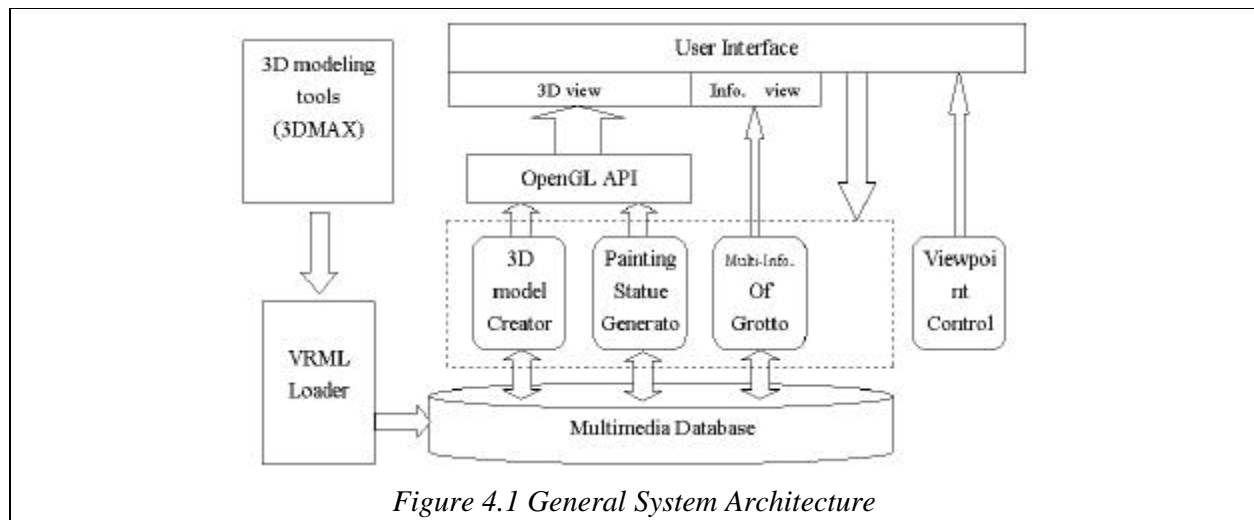 3D modeling
tools
(3DMAX)
User Interface
3D view
Info. view
OpenGL API
3D
model
Creator
Painting
Statue
Generato
Multi-Info.
Of
Grotto
Viewpoi
nt
Control
VRML
Loader
Multimedia Database
Figure 4.1 General System Architecture